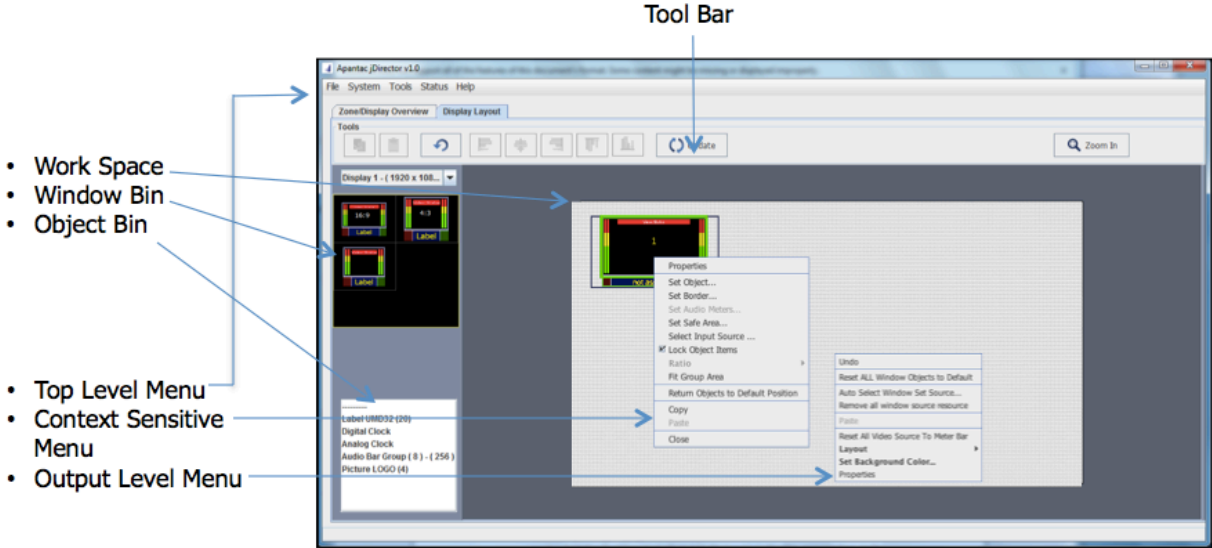 Tool Bar
Apantac jDirector v1.0
File System Tools Status Help
Zone/Display Overview Display Layout
Tools
Update
Zoom In
• Work Space
• Window Bin
• Object Bin
Display 1 - ( 1920 x 108...
16:9
4:3
Label
Label
Label
1
Properties
Set Object...
Set Border...
Set Audio Meters...
Set Safe Area...
Select Input Source ...
Lock Object Items
Ratio
Fit Group Area
Return Objects to Default Position
Copy
Paste
Close
Undo
Reset ALL Window Objects to Default
Auto Select Window Set Source...
Remove all window source resource
Paste
Reset All Video Source To Meter Bar
Layout
Set Background Color...
Properties
• Top Level Menu
• Context Sensitive
Menu
• Output Level Menu
Label UMD32 (20)
Digital Clock
Analog Clock
Audio Bar Group ( 8 ) - ( 256 )
Picture LOGO (4)